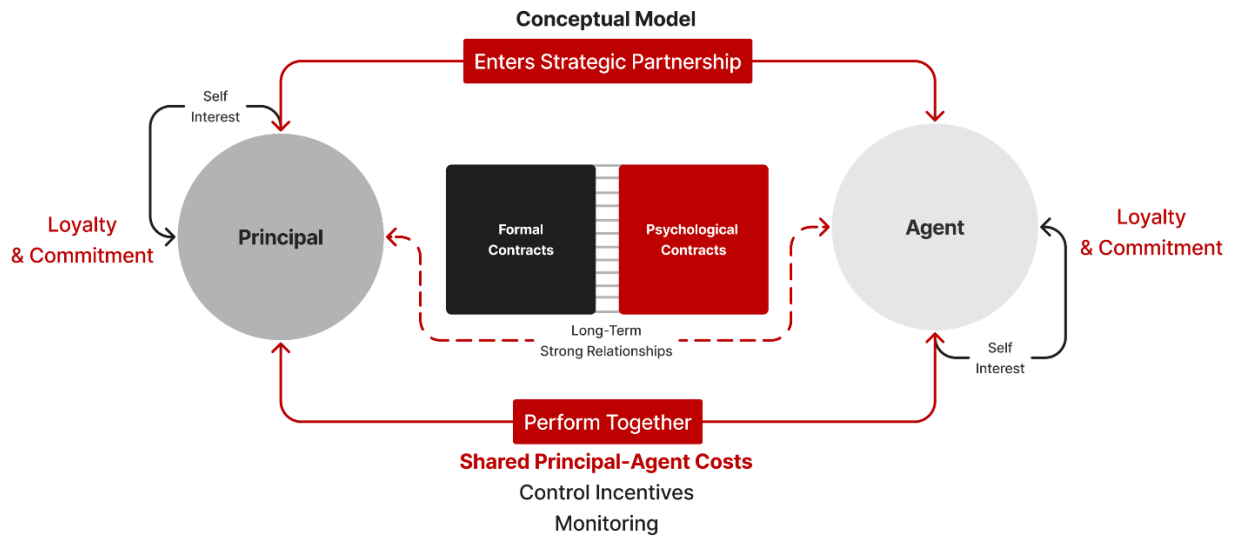 Conceptual Model
Enters Strategic Partnership
Self
Interest
Loyalty
& Commitment
Principal
Formal
Contracts
Psychological
Contracts
Agent
Loyalty
& Commitment
Long-Term
Strong Relationships
Self
Interest
Perform Together
Shared Principal-Agent Costs
Control Incentives
Monitoring